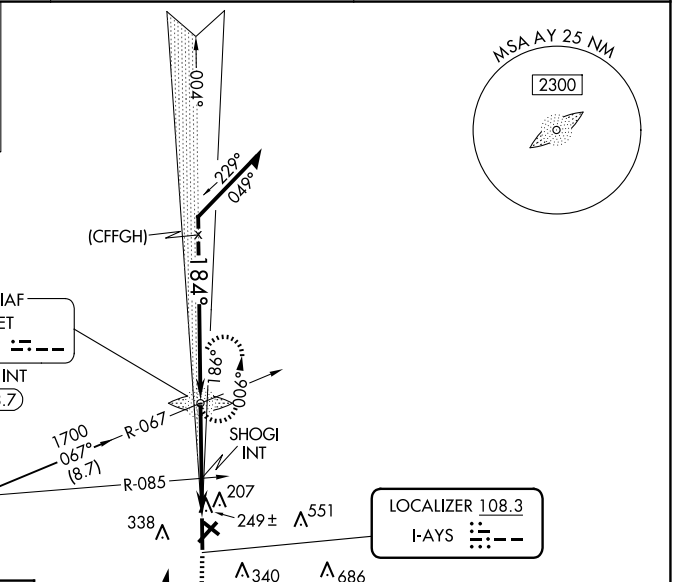 MSA AY 25 NM
2300
004°
229°
049°
(CFFGH)
184°
IAF
ET
INT
.7
186°
006°
1700
067°
(8.7)
R-067
SHOGI
INT
R-085
207
249±
551
338
340
686
LOCALIZER 108.3
I-AYS